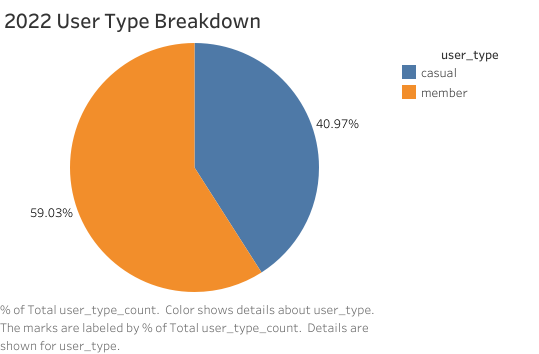 2022 User Type Breakdown
user_type
casual
member
40.97%
59.03%
% of Total user_type_count.  Color shows details about user_type.
The marks are labeled by % of Total user_type_count.  Details are
shown for user_type.